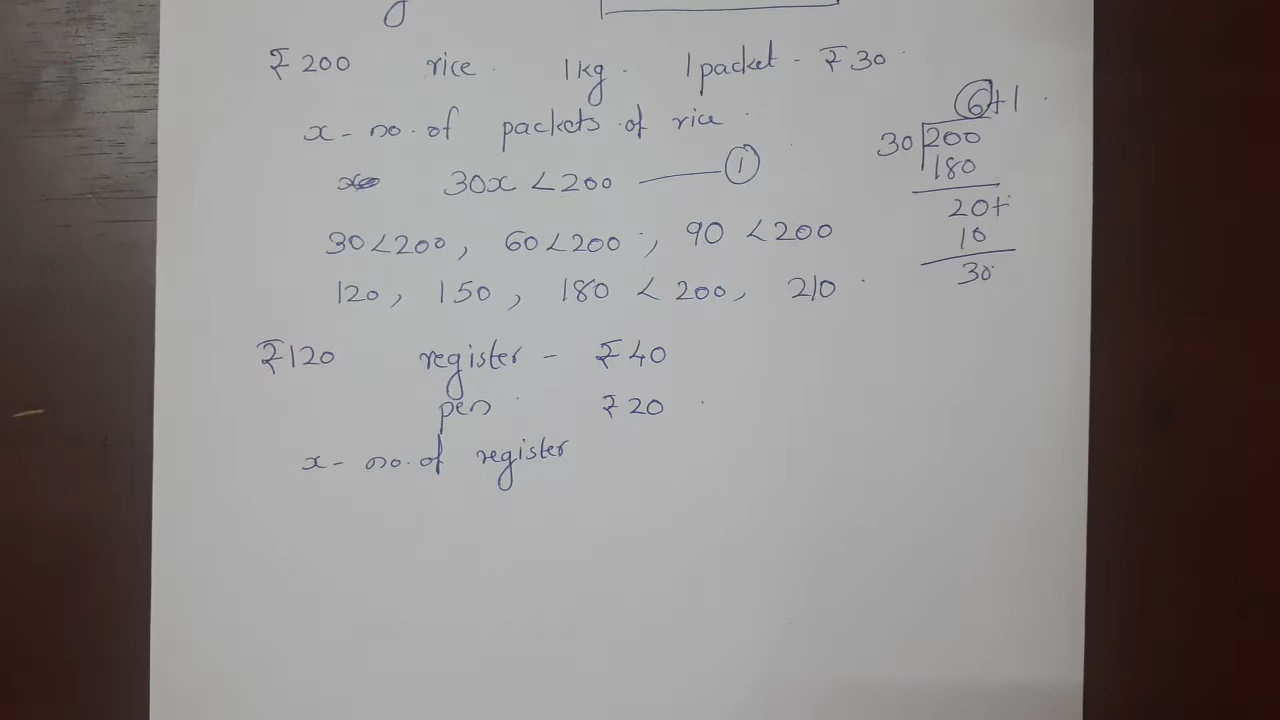 ₹200 rice. 1kg. 1 packet - ₹30
x - no. of packets of rice.
30x < 200 —— ①
30 < 200, 60 < 200, 90 < 200
120, 150, 180 < 200, 210.
6+1
30 200
180
20+
10
30
₹120 register - ₹40
pen ₹20
x - no. of register